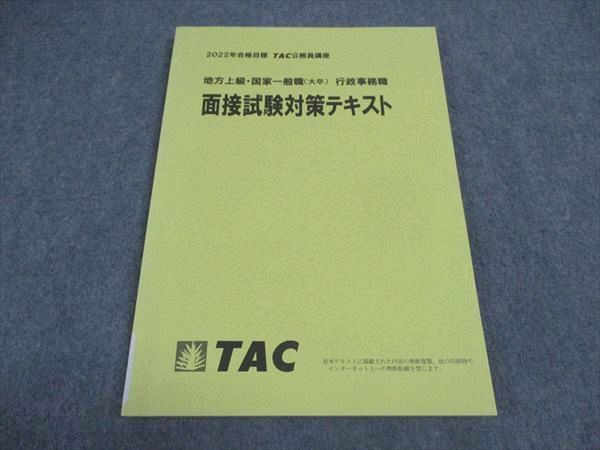 2022年合格目標 TAC公務員講座
地方上級・国家一般職(大卒) 行政事務職
面接試験対策テキスト
TAC
※本テキストに掲載された内容の無断複製、他の印刷物や
インターネット上への無断転載を禁じます。